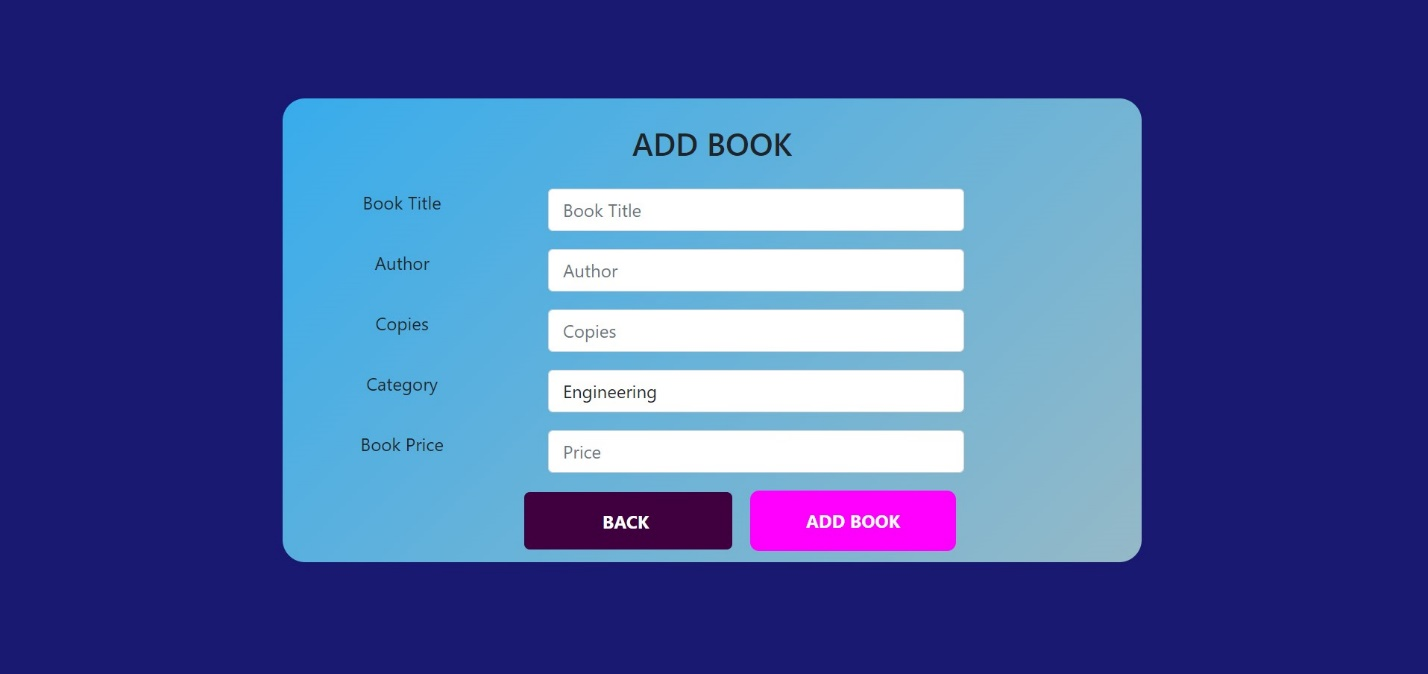 ADD BOOK
Book Title Book Title
Author Author
Copies Copies
Category Engineering
Book Price Price
BACK ADD BOOK